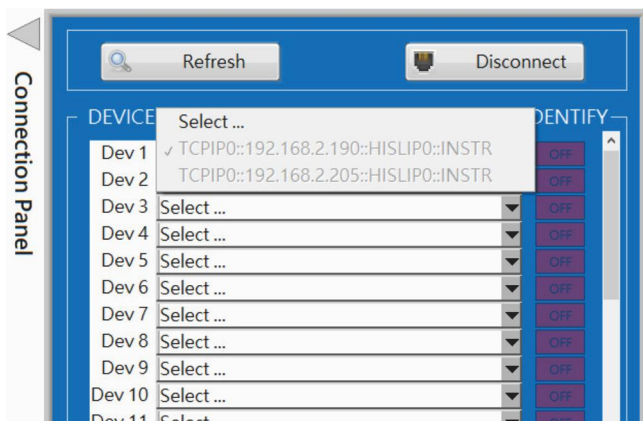 Connection Panel
Refresh
Disconnect
DEVICE
DENTIFY
Select ...
✓ TCPIP0::192.168.2.190::HISLIP0::INSTR
TCPIP0::192.168.2.205::HISLIP0::INSTR
Dev 1 OFF
Dev 2 OFF
Dev 3 Select ... OFF
Dev 4 Select ... OFF
Dev 5 Select ... OFF
Dev 6 Select ... OFF
Dev 7 Select ... OFF
Dev 8 Select ... OFF
Dev 9 Select ... OFF
Dev 10 Select ... OFF
Dev 11 Select